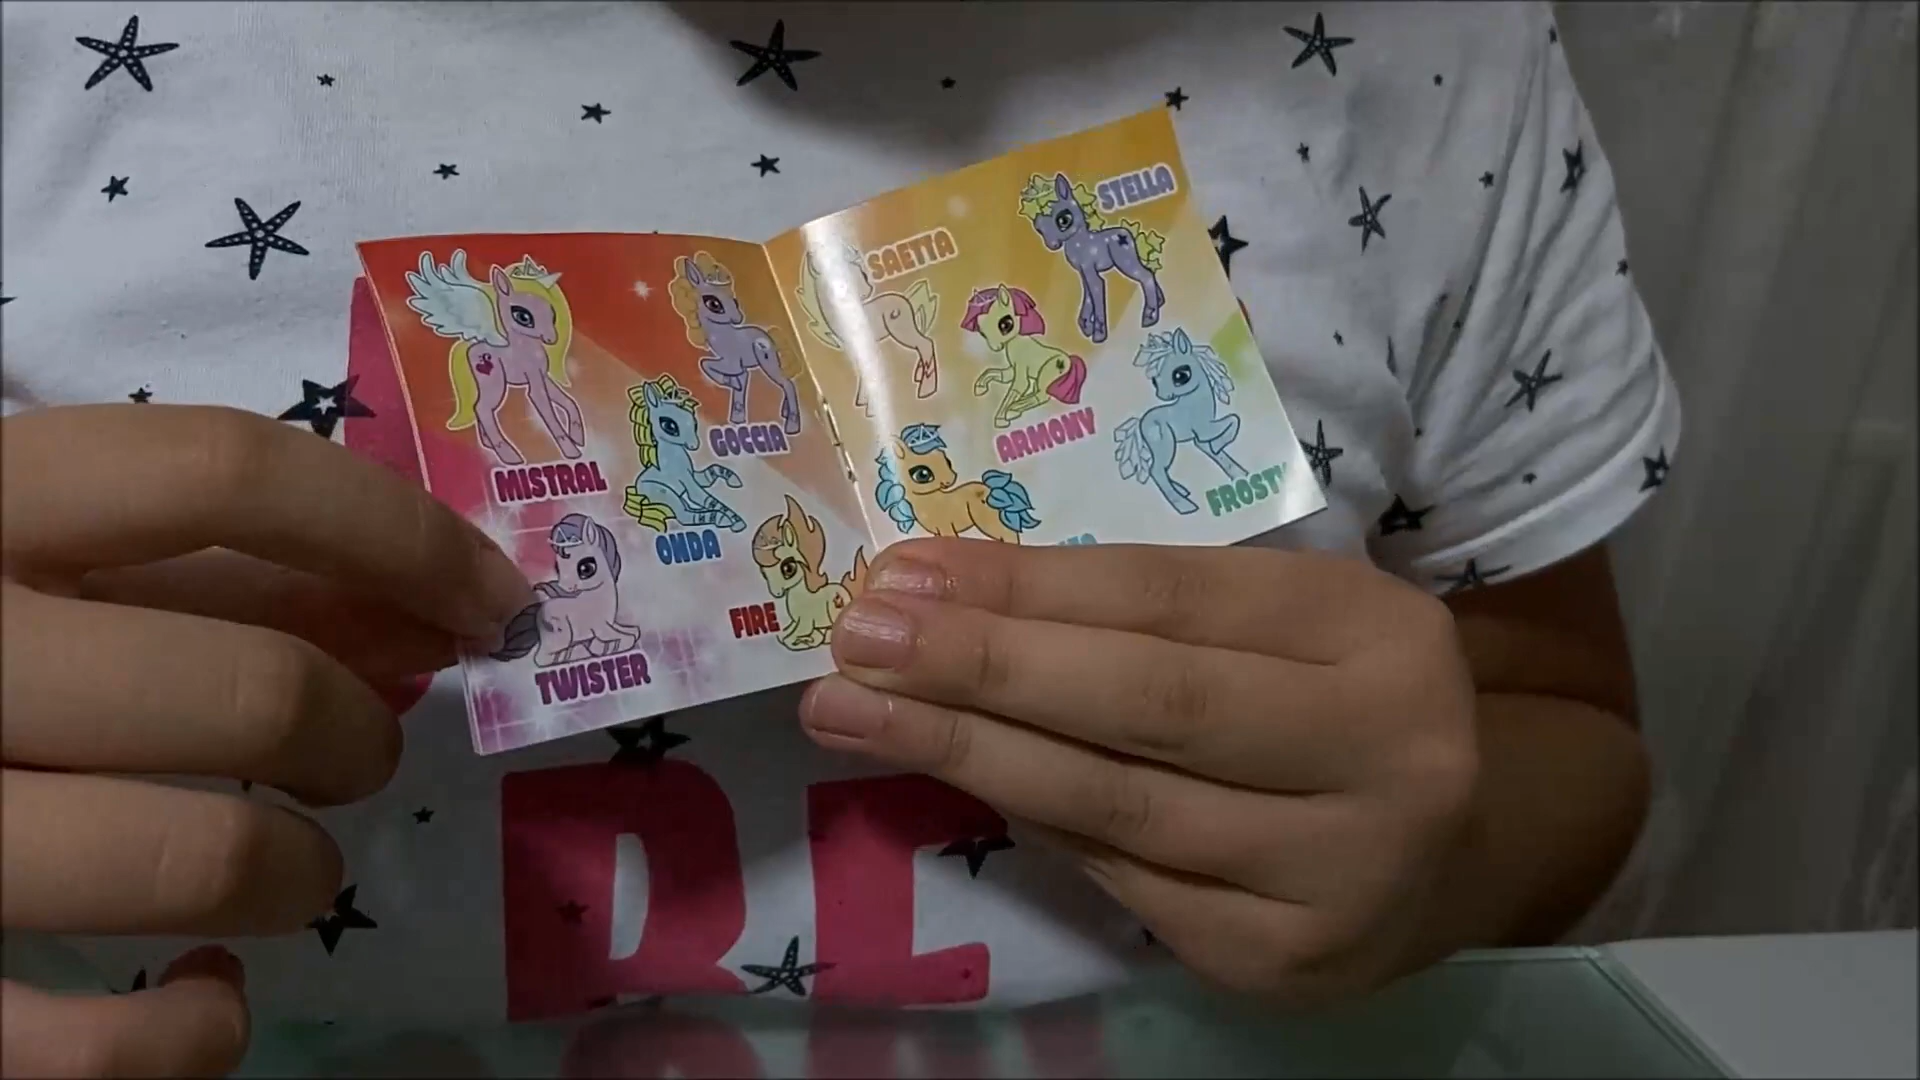 MISTRAL
GOCCIA
ONDA
FIRE
TWISTER
SAETTA
STELLA
ARMONY
FROSTY